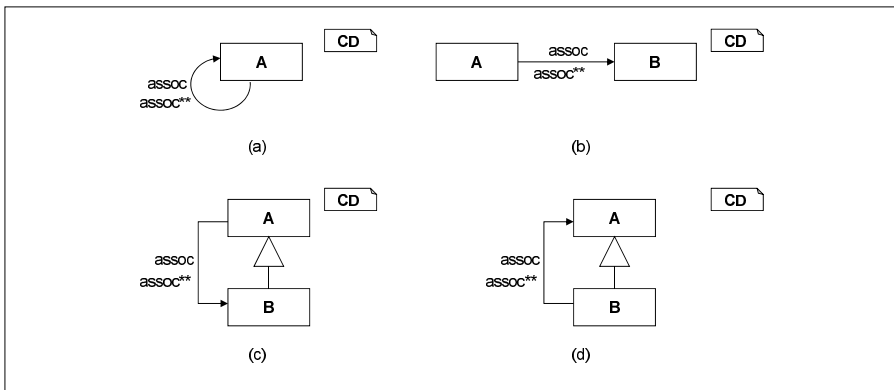 CD
A
assoc
assoc**
(a)
CD
A
assoc
assoc**
B
(b)
CD
A
assoc
assoc**
B
(c)
CD
A
assoc
assoc**
B
(d)